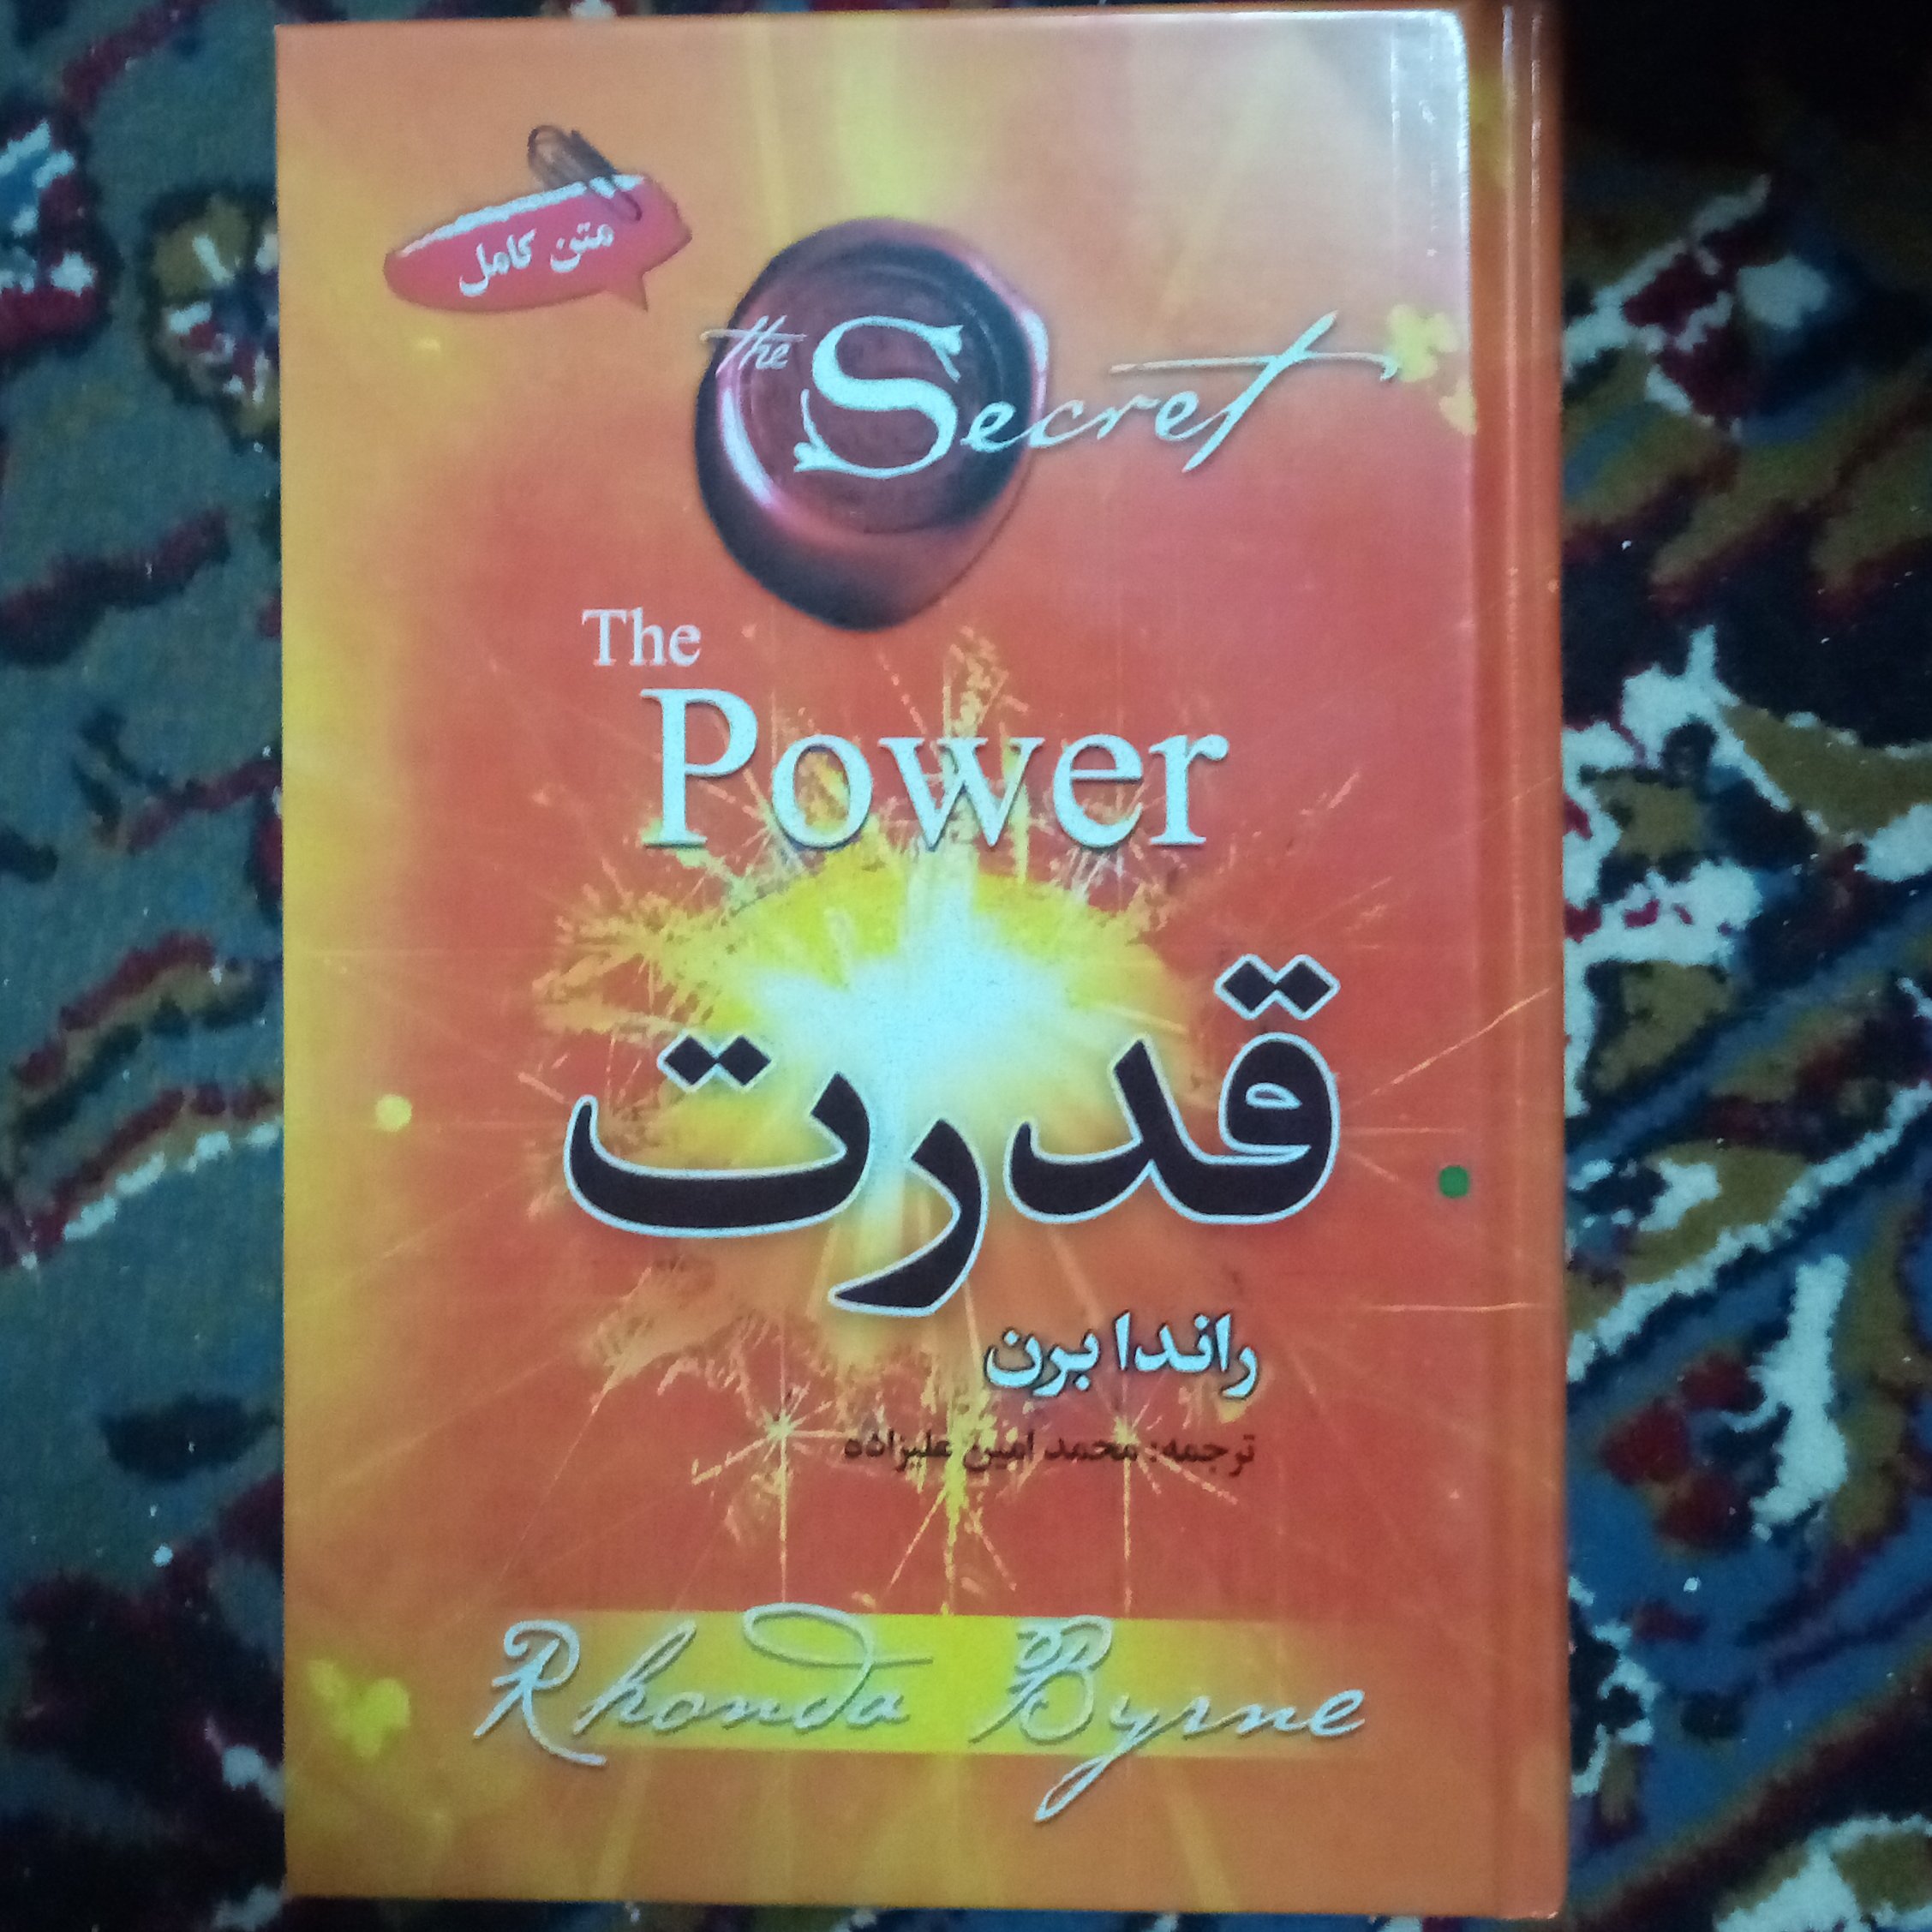 متن کامل
the Secret
The
Power
قدرت
راندا برن
ترجمه: محمد امین علیزاده
Rhonda Byrne